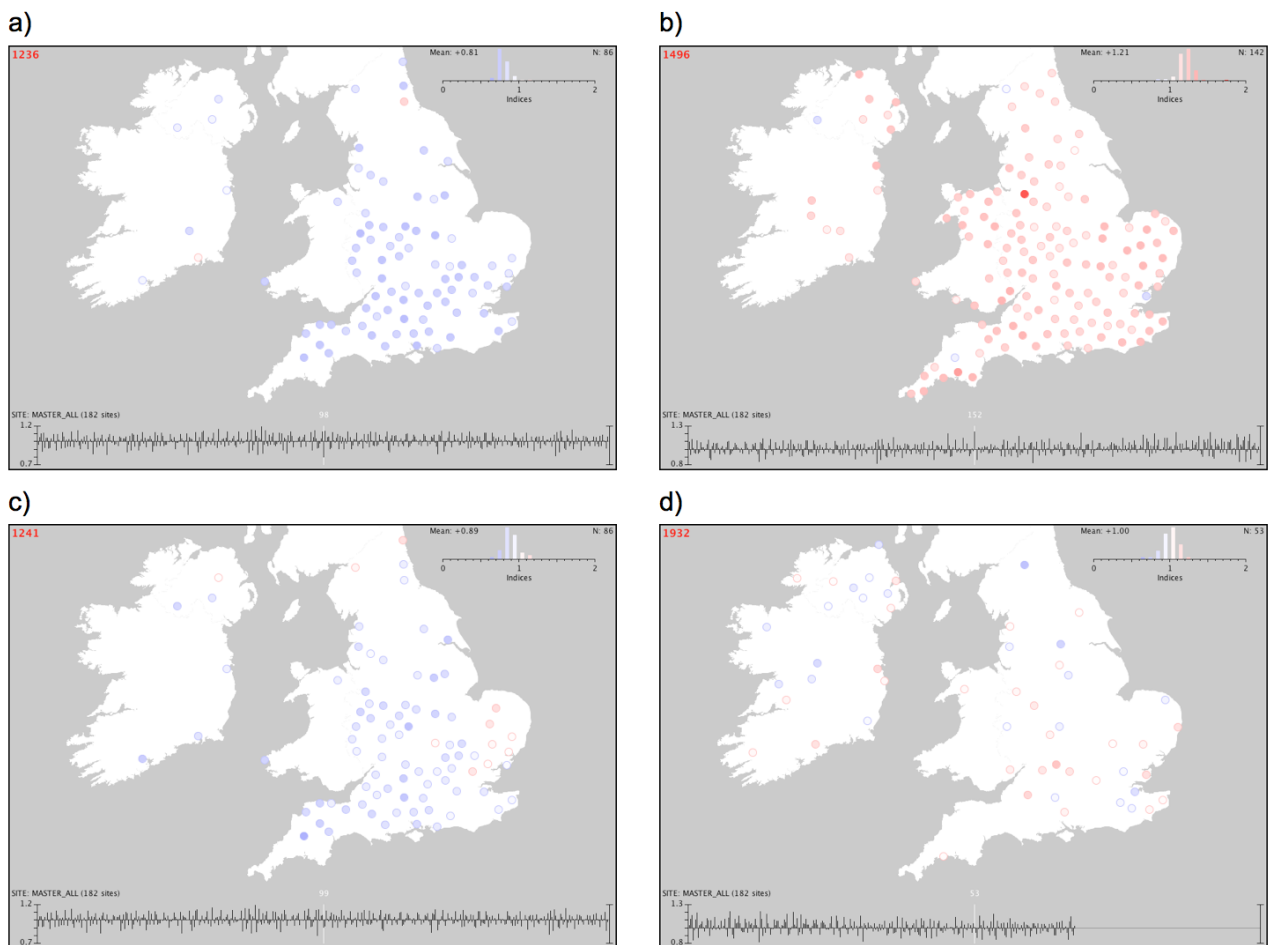 a)
1236
Mean: +0.81
N: 86
0 1 2
Indices
SITE: MASTER_ALL (182 sites)
98
1.2
0.7
b)
1496
Mean: +1.21
N: 142
0 1 2
Indices
SITE: MASTER_ALL (182 sites)
152
1.3
0.8
c)
1241
Mean: +0.89
N: 86
0 1 2
Indices
SITE: MASTER_ALL (182 sites)
99
1.2
0.7
d)
1932
Mean: +1.00
N: 53
0 1 2
Indices
SITE: MASTER_ALL (182 sites)
53
1.3
0.8